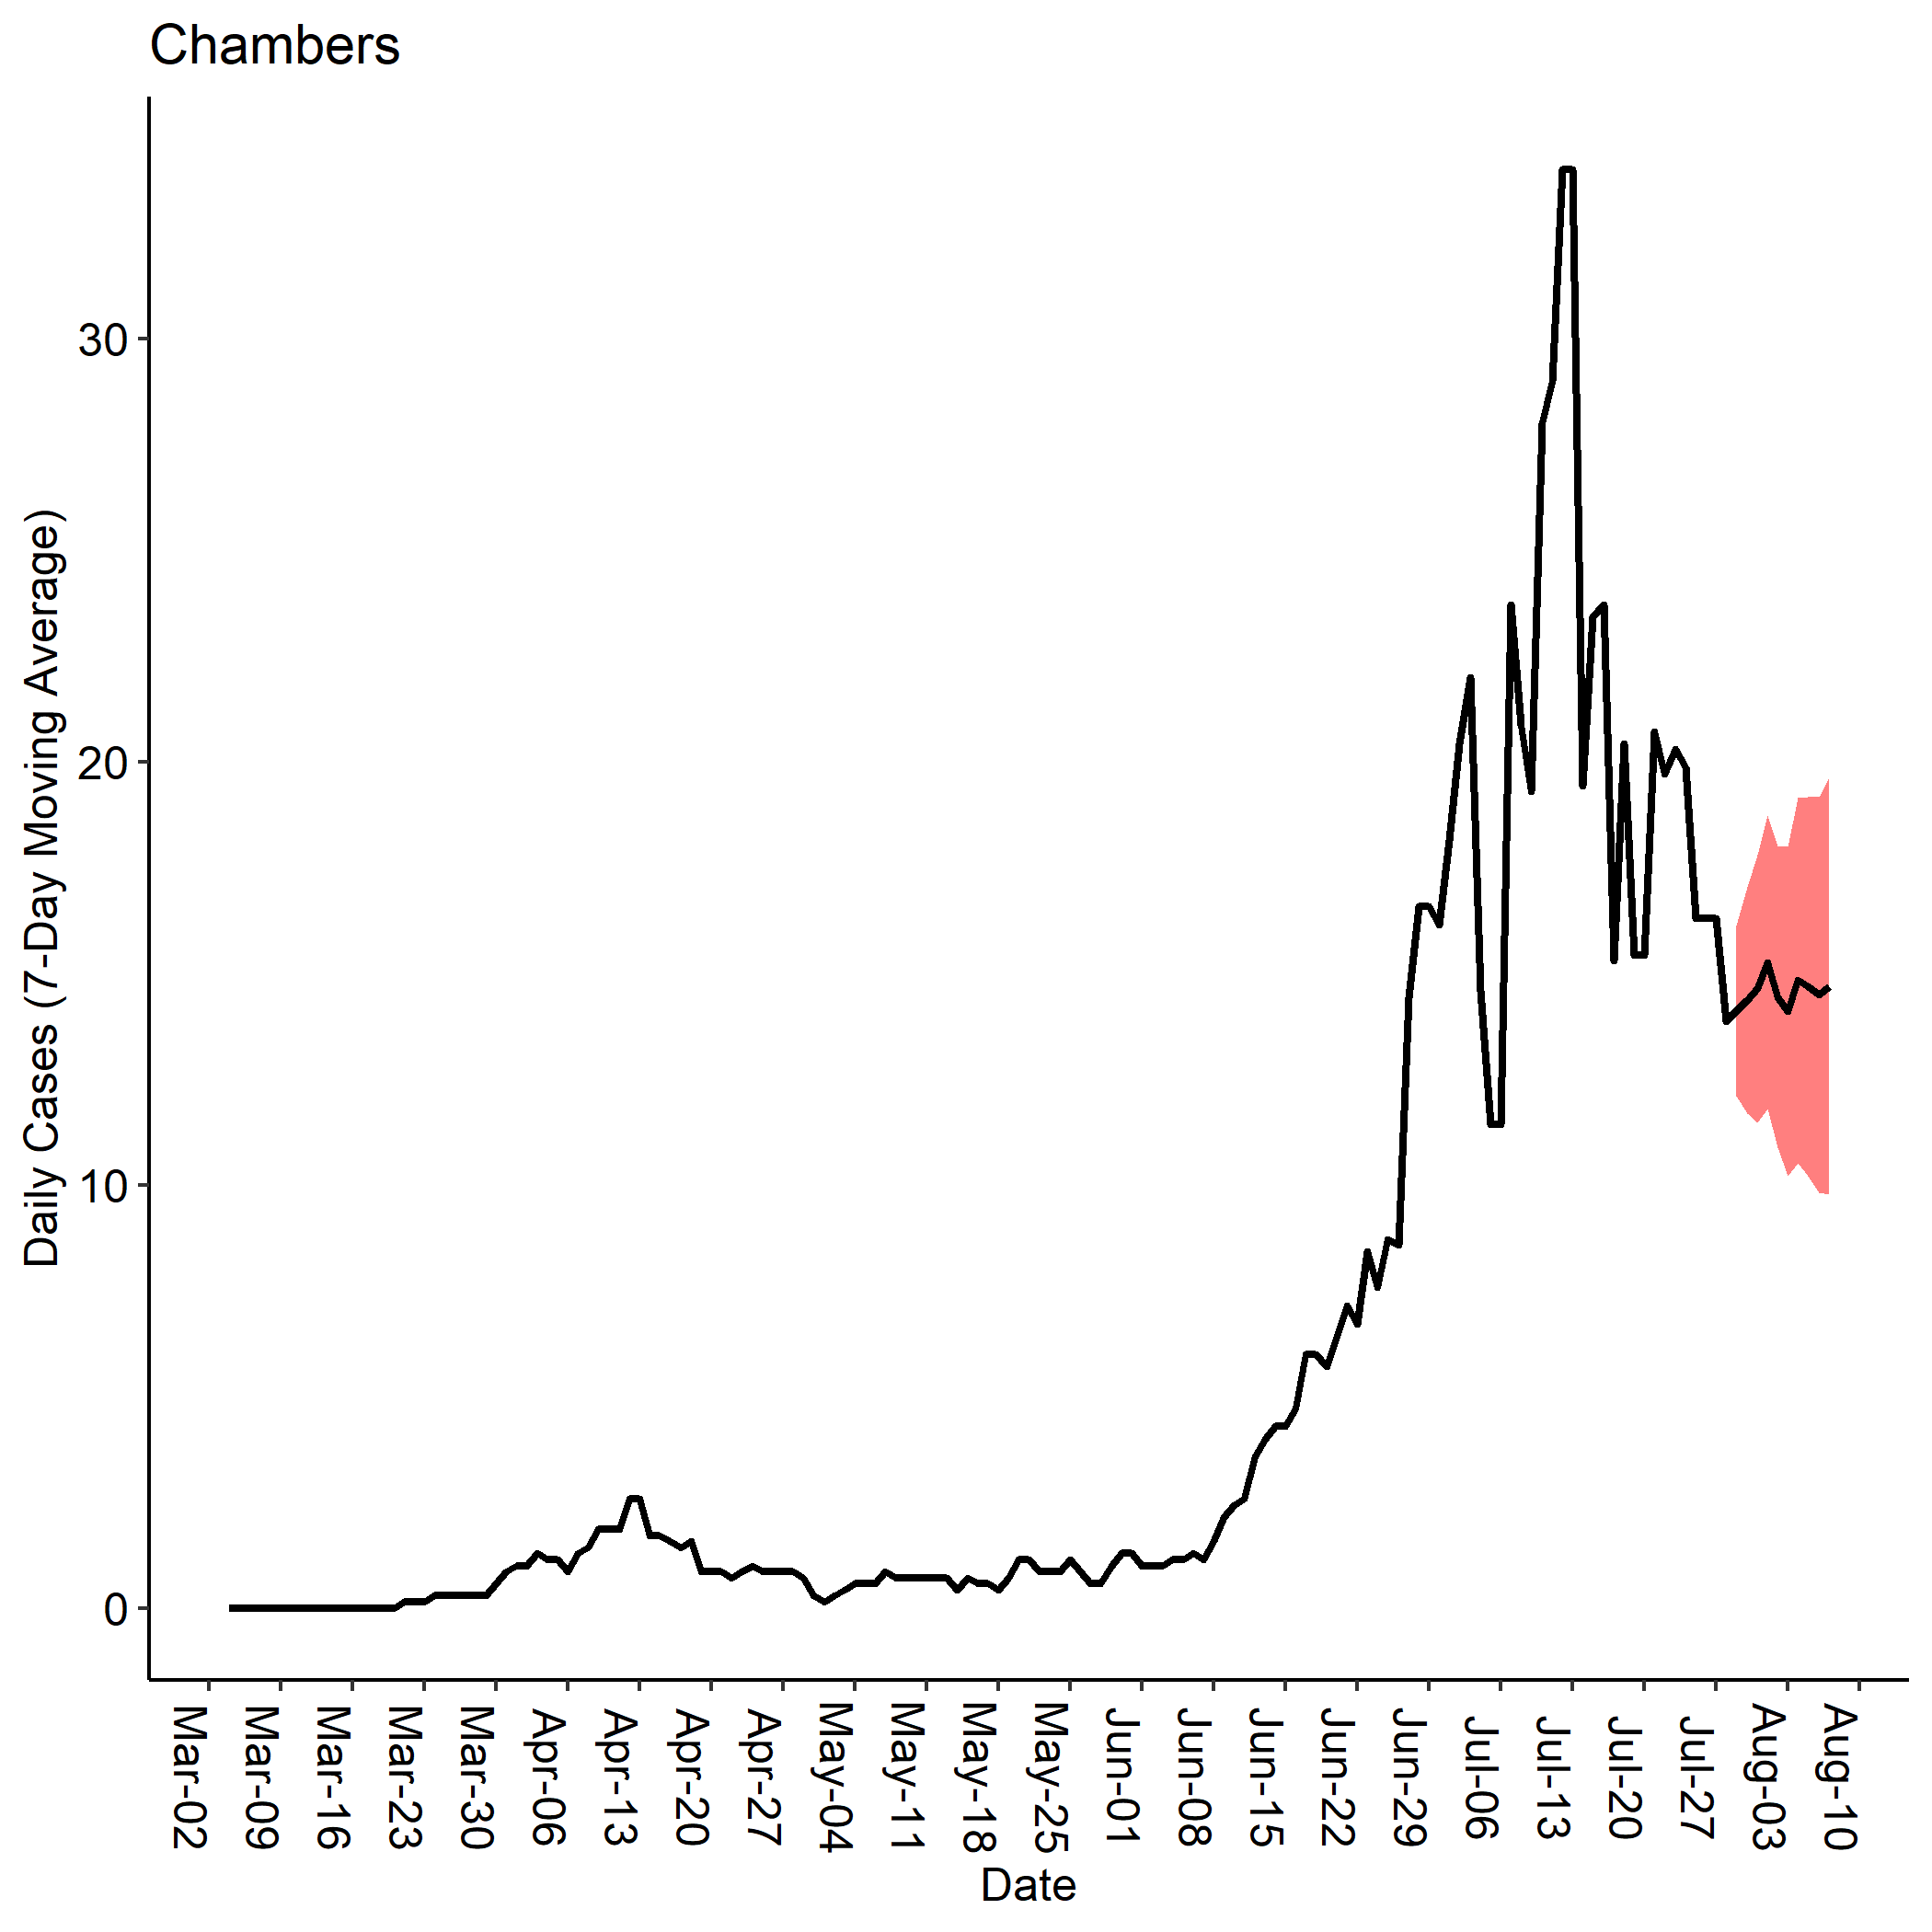 Chambers
Daily Cases (7-Day Moving Average)
30
20
10
0
Mar-02
Mar-09
Mar-16
Mar-23
Mar-30
Apr-06
Apr-13
Apr-20
Apr-27
May-04
May-11
May-18
May-25
Jun-01
Jun-08
Jun-15
Jun-22
Jun-29
Jul-06
Jul-13
Jul-20
Jul-27
Aug-03
Aug-10
Date